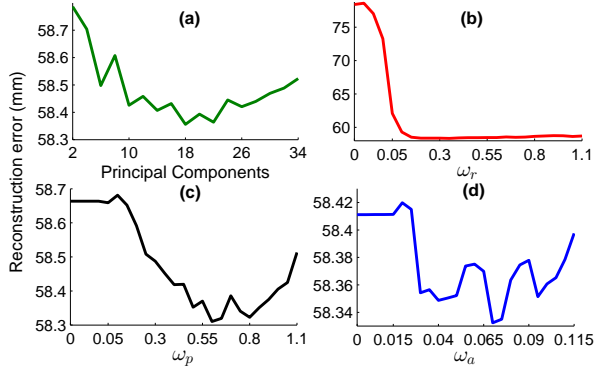 Reconstruction error (mm)
(a)
58.7
58.6
58.5
58.4
58.3
2 10 18 26 34
Principal Components
(b)
75
70
65
60
0 0.05 0.3 0.55 0.8 1.1
ω_r
(c)
58.7
58.6
58.5
58.4
58.3
0 0.05 0.3 0.55 0.8 1.1
ω_p
(d)
58.42
58.4
58.38
58.36
58.34
0 0.015 0.04 0.065 0.09 0.115
ω_a